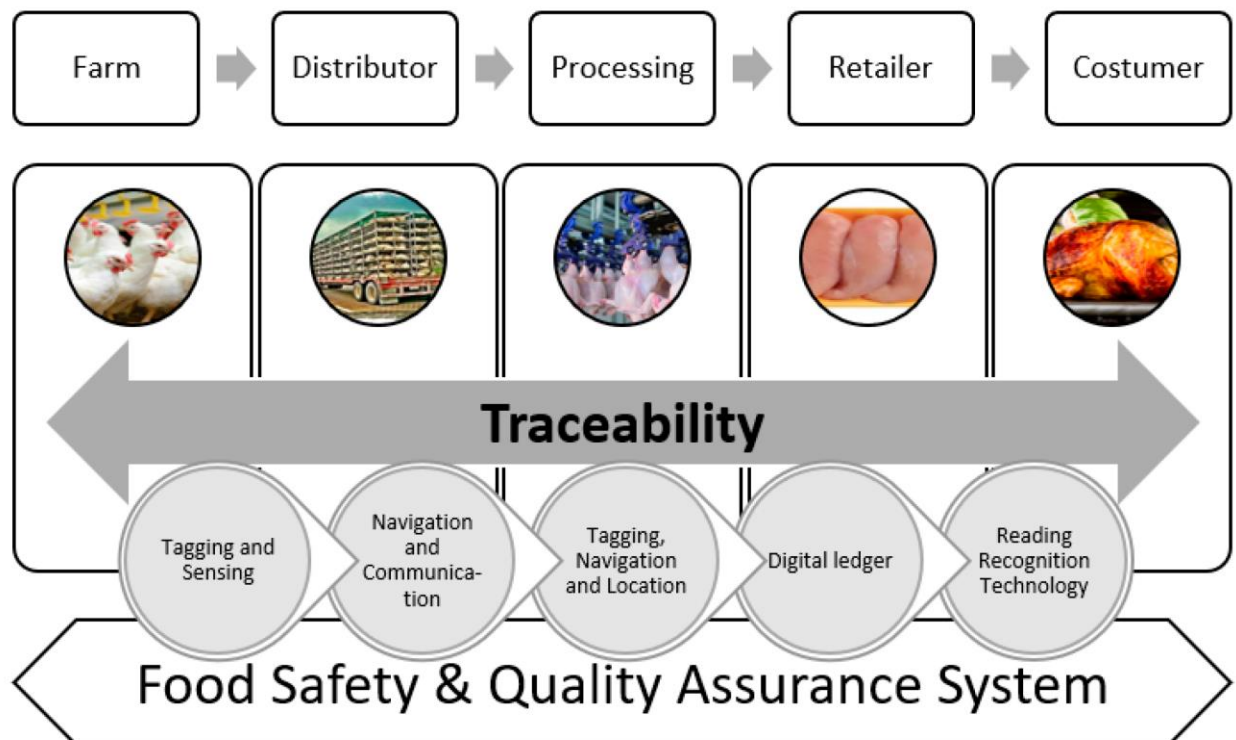 Farm
Distributor
Processing
Retailer
Costumer
Traceability
Tagging and
Sensing
Navigation
and
Communica-
tion
Tagging,
Navigation
and Location
Digital ledger
Reading
Recognition
Technology
Food Safety & Quality Assurance System